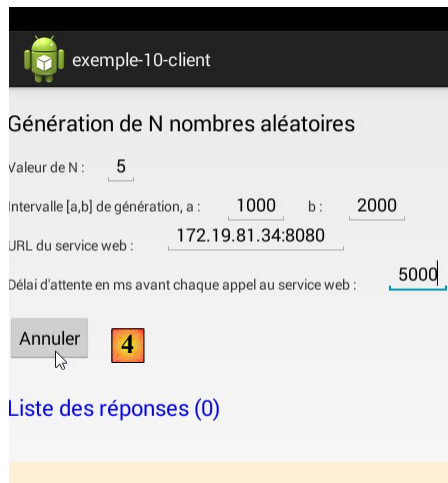 exemple-10-client
Génération de N nombres aléatoires
Valeur de N : 5
Intervalle [a,b] de génération, a : 1000 b : 2000
URL du service web : 172.19.81.34:8080
Délai d'attente en ms avant chaque appel au service web : 5000
Annuler 4
Liste des réponses (0)